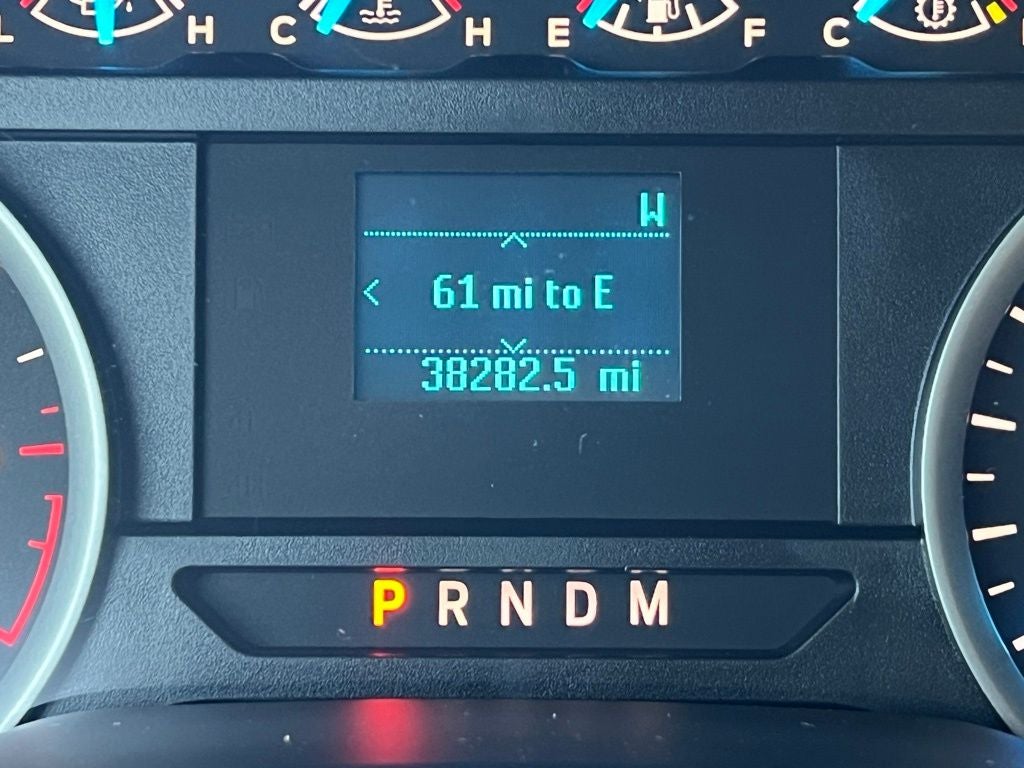 L H C H E F C
W
61 mi to E
38282.5 mi
P R N D M